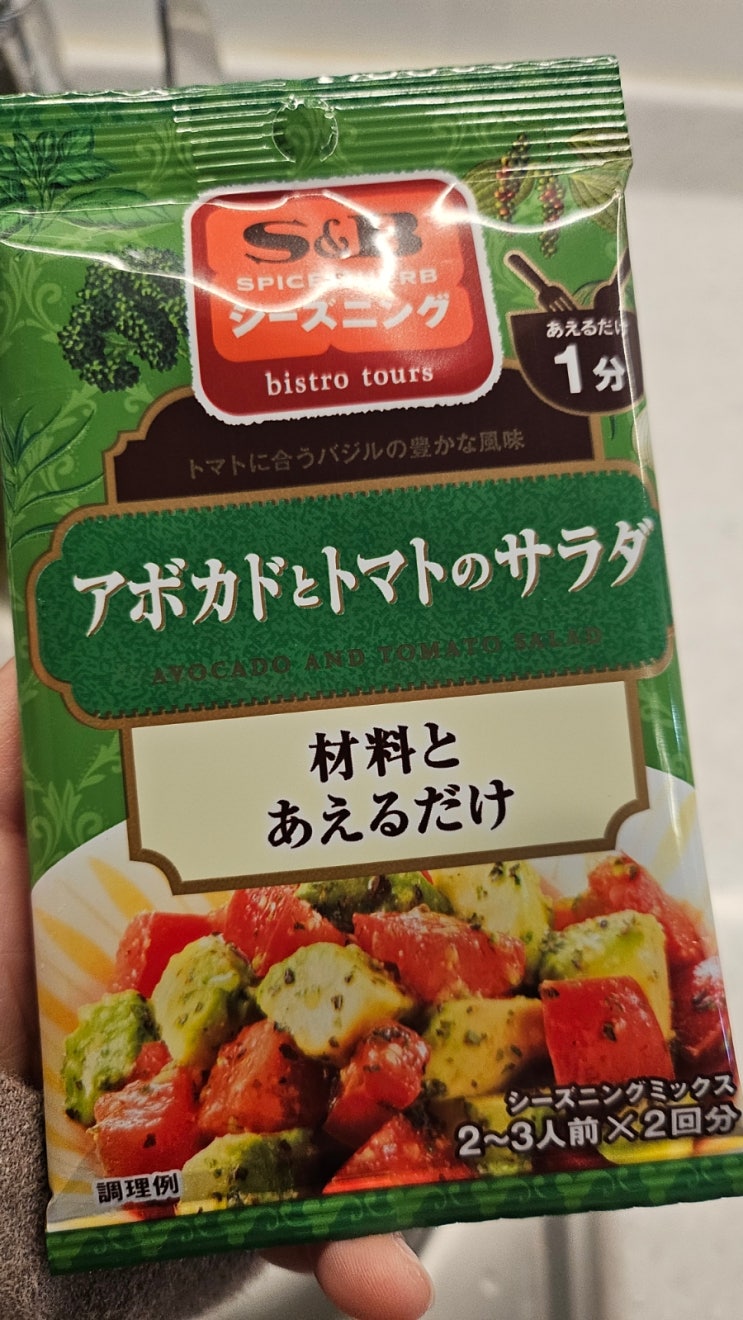 S&B
SPICE & HERB
シーズニング
bistro tours
あえるだけ
1分
トマトに合うバジルの豊かな風味
アボカドとトマトのサラダ
AVOCADO AND TOMATO SALAD
材料と
あえるだけ
シーズニングミックス
2～3人前×2回分
調理例